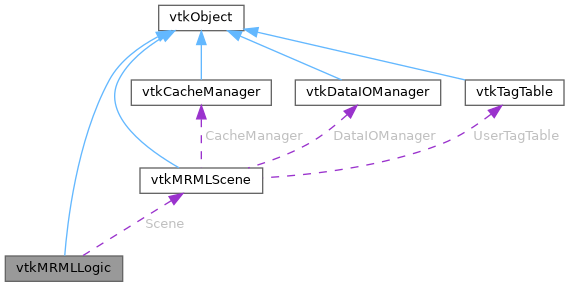 vtkObject
vtkCacheManager
vtkDataIOManager
vtkTagTable
CacheManager
DataIOManager
UserTagTable
vtkMRMLScene
Scene
vtkMRMLLogic